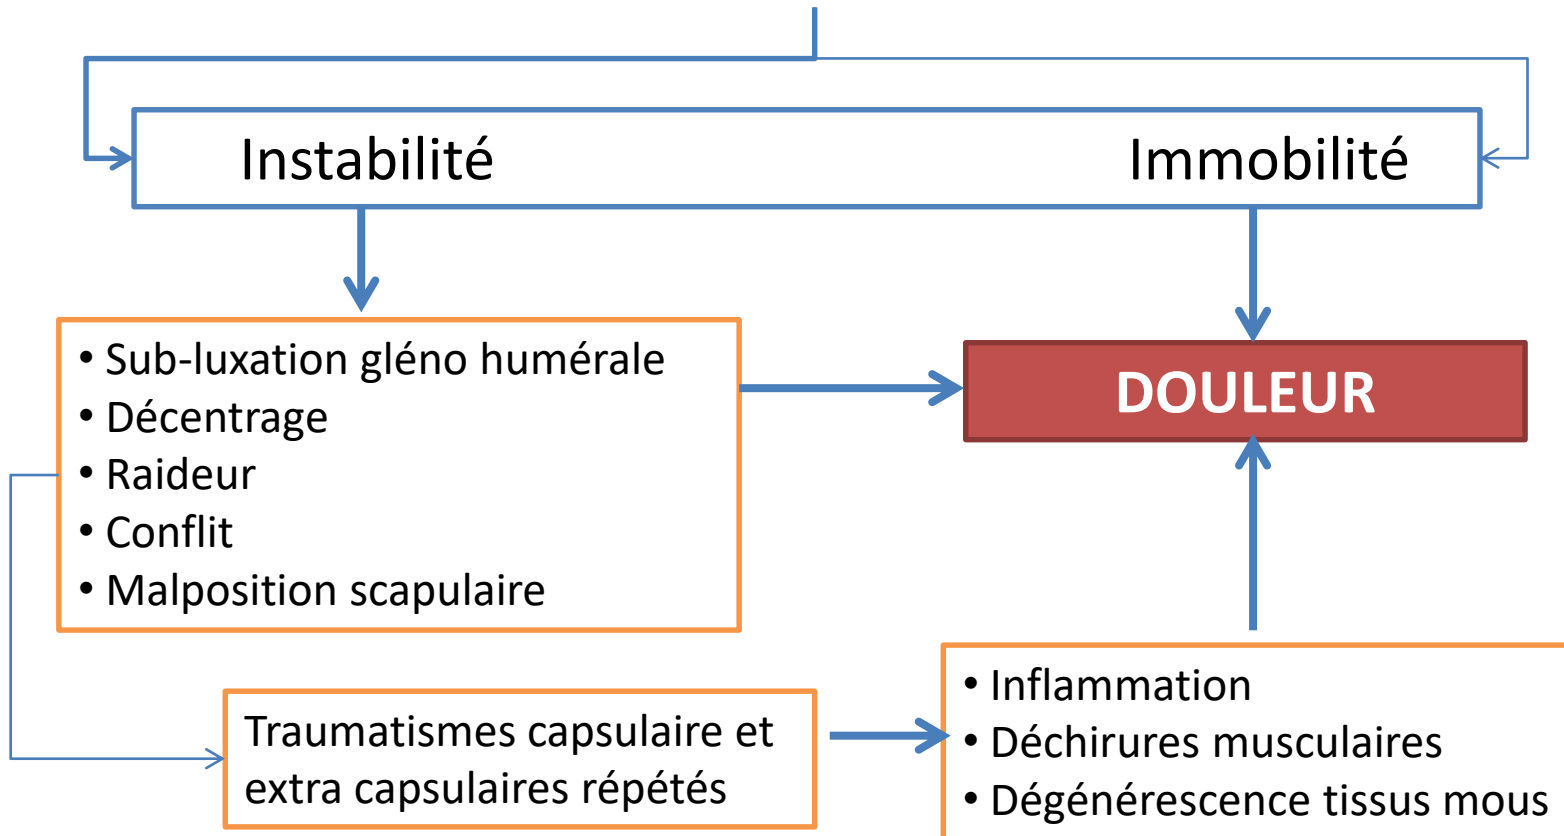 Instabilité Immobilité
• Sub-luxation gléno humérale
• Décentrage
• Raideur
• Conflit
• Malposition scapulaire
DOULEUR
Traumatismes capsulaire et
extra capsulaires répétés
• Inflammation
• Déchirures musculaires
• Dégénérescence tissus mous